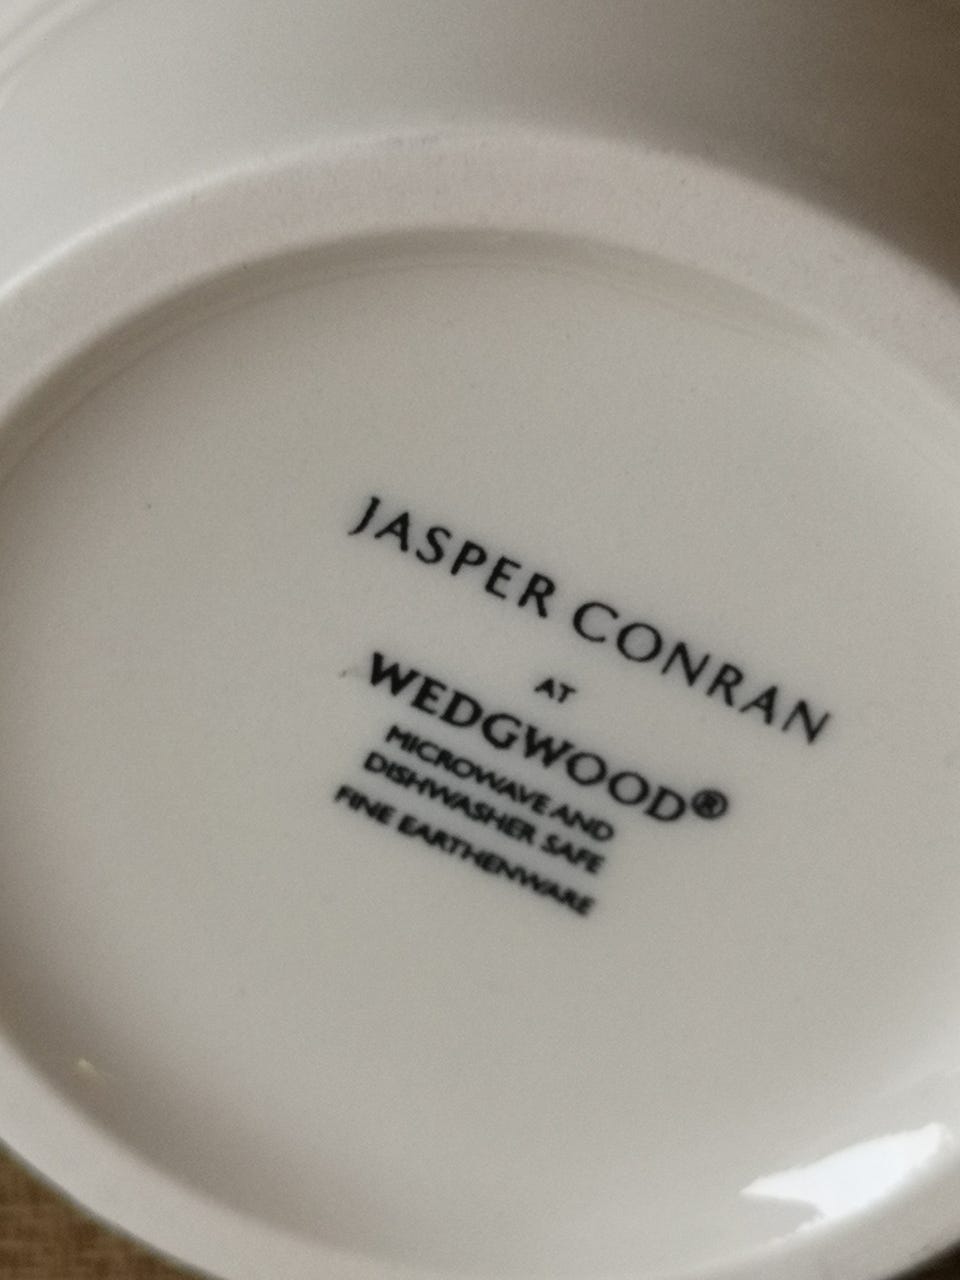 JASPER CONRAN
AT
WEDGWOOD®
MICROWAVE AND
DISHWASHER SAFE
FINE EARTHENWARE